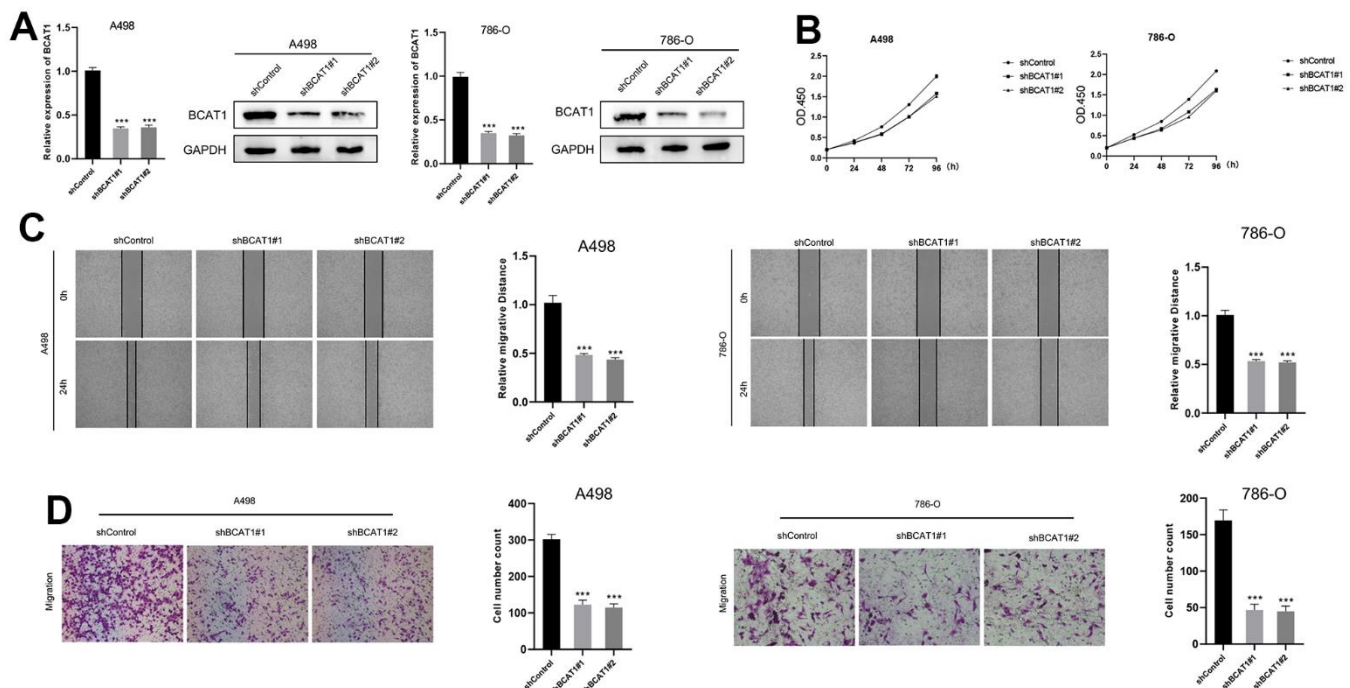 A
A498
Relative expression of BCAT1
1.5
1.0
0.5
0.0
***
***
shControl
shBCAT1#1
shBCAT1#2
A498
shControl
shBCAT1#1
shBCAT1#2
BCAT1
GAPDH
786-O
Relative expression of BCAT1
1.5
1.0
0.5
0.0
***
***
shControl
shBCAT1#1
shBCAT1#2
786-O
shControl
shBCAT1#1
shBCAT1#2
BCAT1
GAPDH
B
A498
OD.450
2.5
2.0
1.5
1.0
0.5
0.0
0 24 48 72 96 (h)
shControl
shBCAT1#1
shBCAT1#2
786-O
OD.450
2.5
2.0
1.5
1.0
0.5
0.0
0 24 48 72 96 (h)
shControl
shBCAT1#1
shBCAT1#2
C
shControl shBCAT1#1 shBCAT1#2
A498
0h
24h
A498
Relative migrative Distance
1.5
1.0
0.5
0.0
***
***
shControl
shBCAT1#1
shBCAT1#2
shControl shBCAT1#1 shBCAT1#2
786-O
0h
24h
786-O
Relative migrative Distance
1.5
1.0
0.5
0.0
***
***
shControl
shBCAT1#1
shBCAT1#2
D
A498
shControl shBCAT1#1 shBCAT1#2
Migration
A498
Cell number count
400
300
200
100
0
***
***
shControl
shBCAT1#1
shBCAT1#2
786-O
shControl shBCAT1#1 shBCAT1#2
Migration
786-O
Cell number count
200
150
100
50
0
***
***
shControl
shBCAT1#1
shBCAT1#2